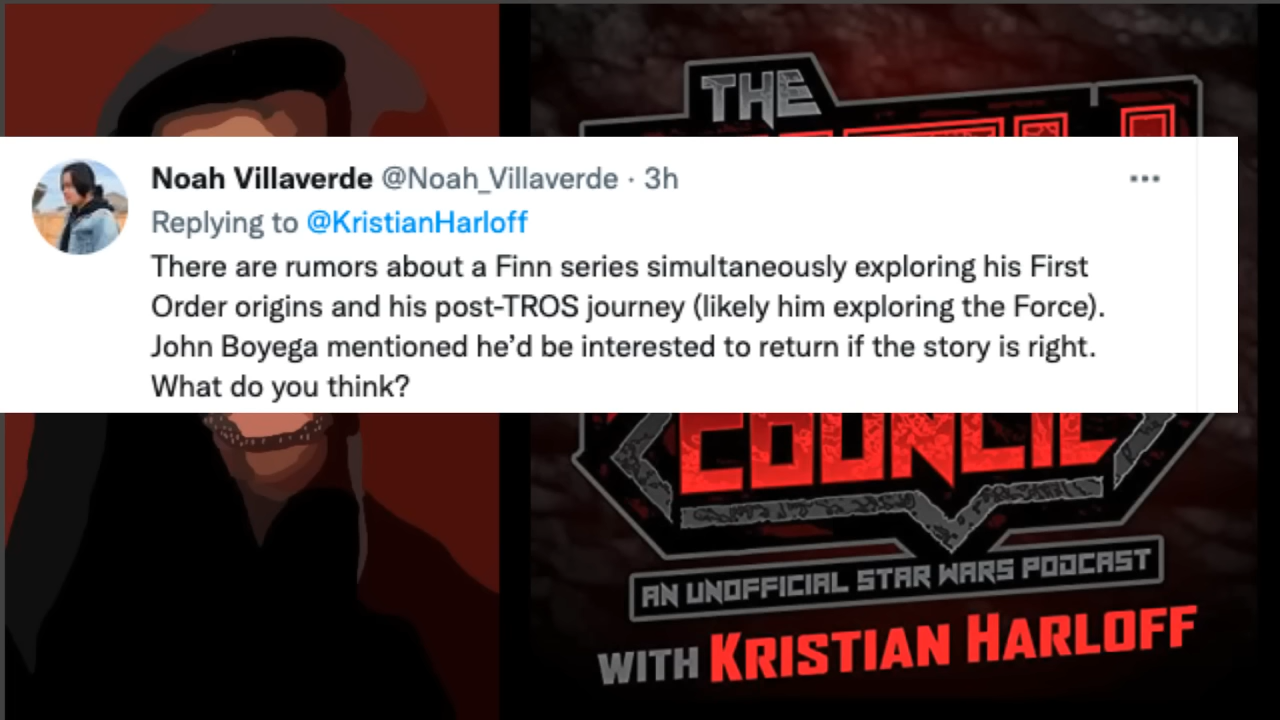 THE
Noah Villaverde @Noah_Villaverde · 3h
Replying to @KristianHarloff
There are rumors about a Finn series simultaneously exploring his First
Order origins and his post-TROS journey (likely him exploring the Force).
John Boyega mentioned he’d be interested to return if the story is right.
What do you think?
COUNCIL
AN UNOFFICIAL STAR WARS PODCAST
WITH KRISTIAN HARLOFF